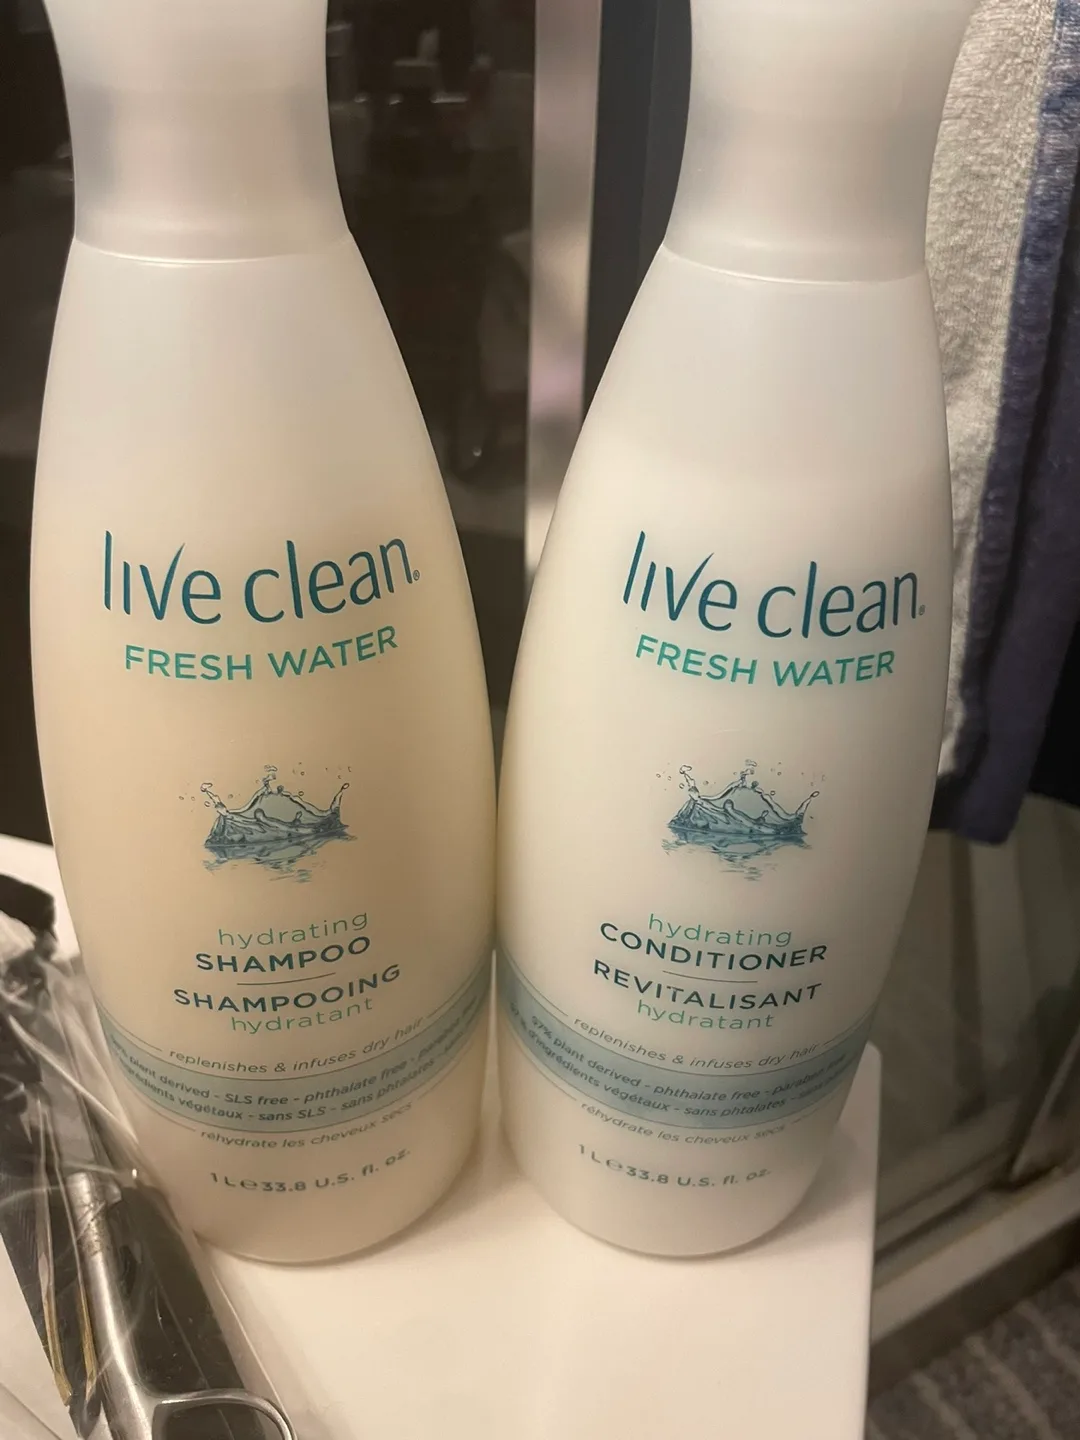 live clean®
FRESH WATER
hydrating
SHAMPOO
SHAMPOOING
hydratant
replenishes & infuses dry hair
plant derived - SLS free - phthalate free - paraben
ingrédients végétaux - sans SLS - sans phtalates -
réhydrate les cheveux secs
1 L ℮ 33.8 U.S. fl. oz.
live clean®
FRESH WATER
hydrating
CONDITIONER
REVITALISANT
hydratant
replenishes & infuses dry hair
97% plant derived - phthalate free - paraben
% d'ingrédients végétaux - sans phtalates -
réhydrate les cheveux secs
1 L ℮ 33.8 U.S. fl. oz.